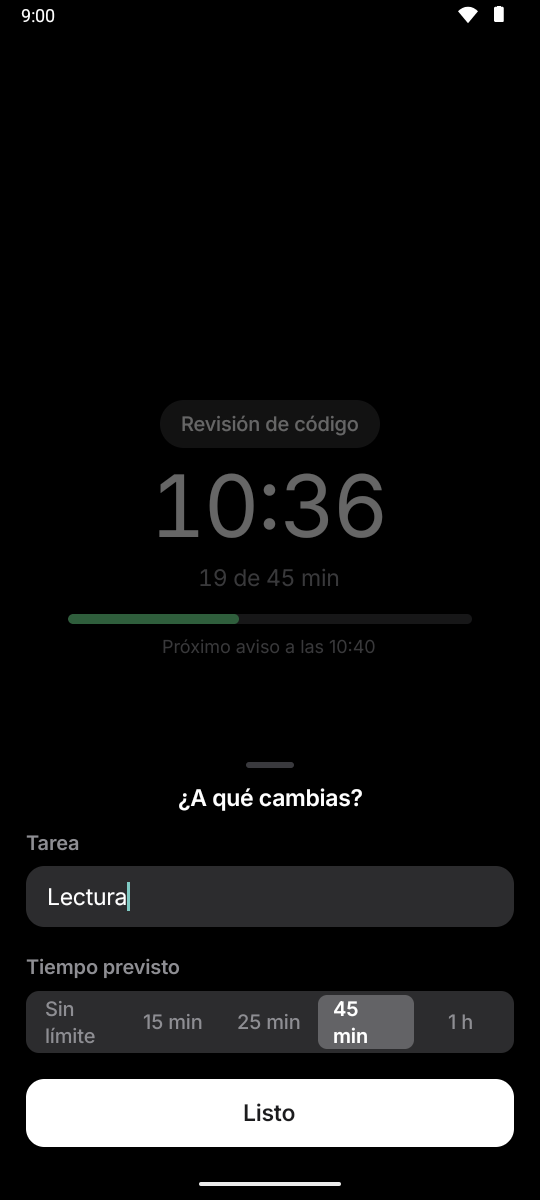 9:00
Revisión de código
10:36
19 de 45 min
Próximo aviso a las 10:40
¿A qué cambias?
Tarea
Lectura
Tiempo previsto
Sin
límite
15 min
25 min
45
min
1 h
Listo